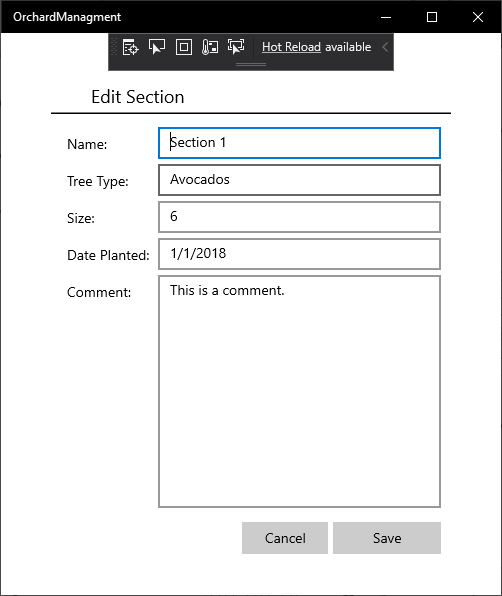 OrchardManagment
Hot Reload available
Edit Section
Name: Section 1
Tree Type: Avocados
Size: 6
Date Planted: 1/1/2018
Comment: This is a comment.
Cancel Save